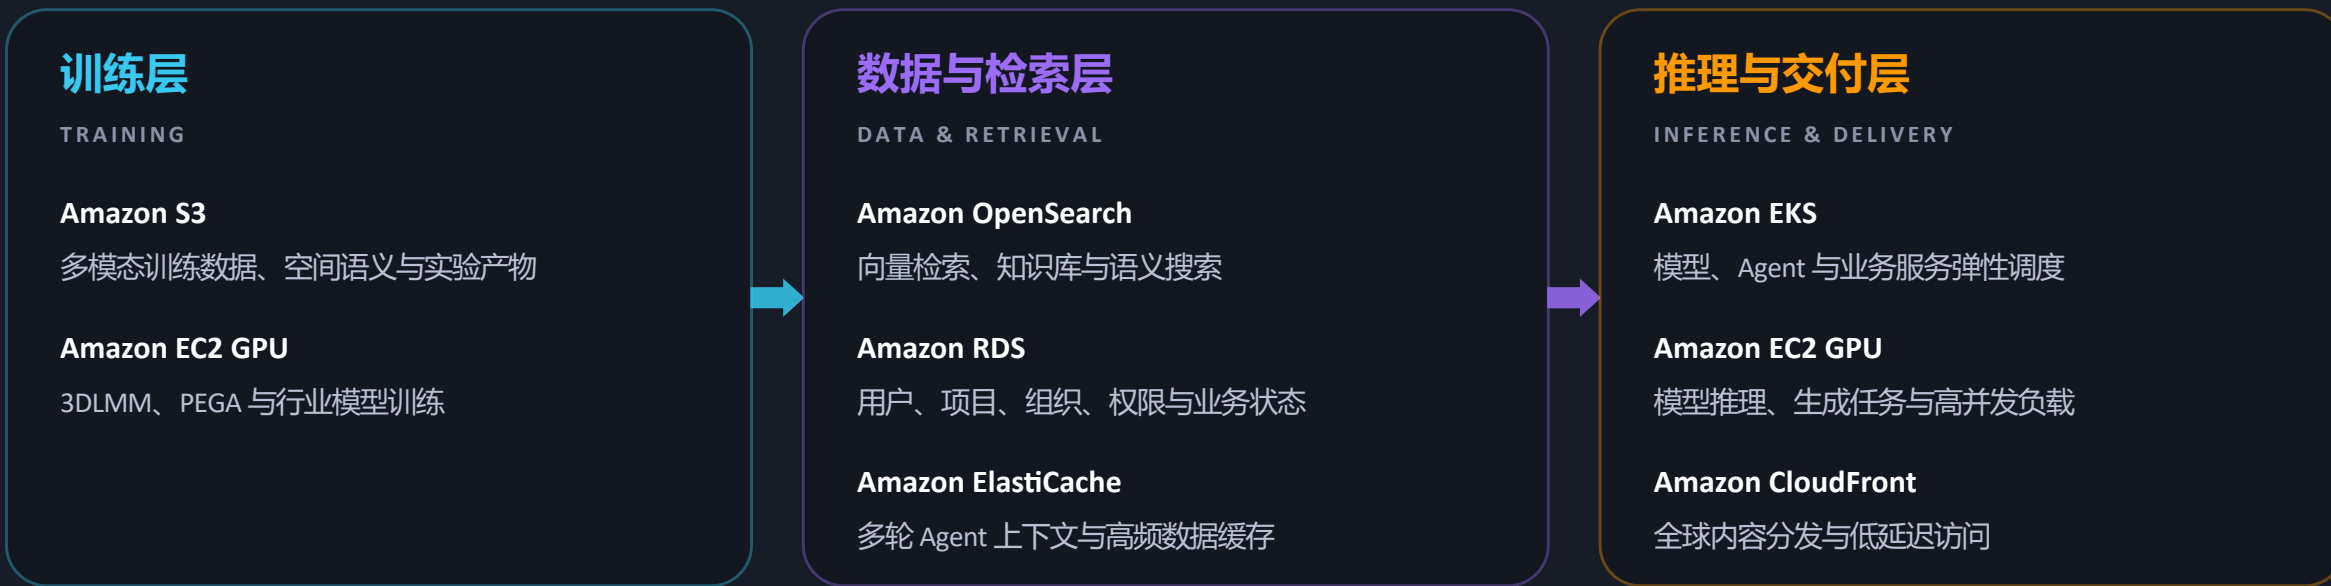 训练层
TRAINING
Amazon S3
多模态训练数据、空间语义与实验产物
Amazon EC2 GPU
3DLMM、PEGA 与行业模型训练
数据与检索层
DATA & RETRIEVAL
Amazon OpenSearch
向量检索、知识库与语义搜索
Amazon RDS
用户、项目、组织、权限与业务状态
Amazon ElastiCache
多轮 Agent 上下文与高频数据缓存
推理与交付层
INFERENCE & DELIVERY
Amazon EKS
模型、Agent 与业务服务弹性调度
Amazon EC2 GPU
模型推理、生成任务与高并发负载
Amazon CloudFront
全球内容分发与低延迟访问